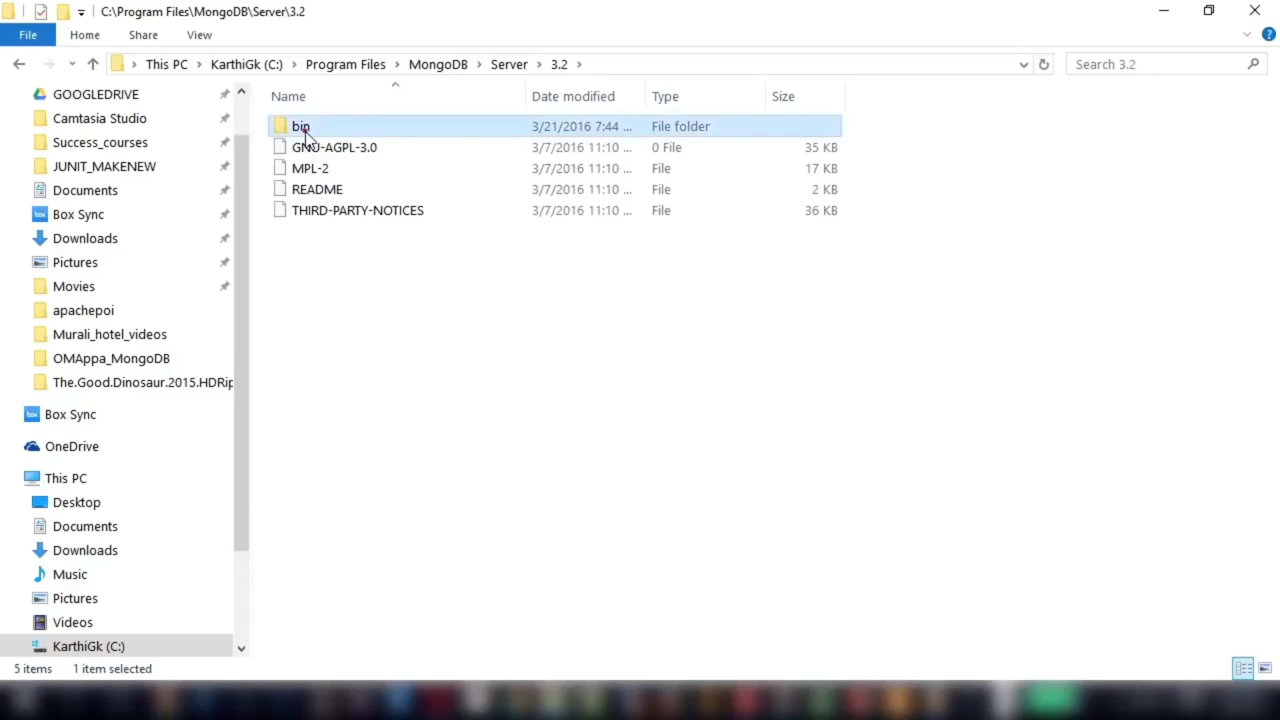 C:\Program Files\MongoDB\Server\3.2
File Home Share View
This PC KarthiGk (C:) Program Files MongoDB Server 3.2 Search 3.2
Name Date modified Type Size
bin 3/21/2016 7:44 ... File folder
GNU-AGPL-3.0 3/7/2016 11:10 ... 0 File 35 KB
MPL-2 3/7/2016 11:10 ... File 17 KB
README 3/7/2016 11:10 ... File 2 KB
THIRD-PARTY-NOTICES 3/7/2016 11:10 ... File 36 KB
GOOGLEDRIVE
Camtasia Studio
Success_courses
JUNIT_MAKENEW
Documents
Box Sync
Downloads
Pictures
Movies
apachepoi
Murali_hotel_videos
OMAppa_MongoDB
The.Good.Dinosaur.2015.HDRip
Box Sync
OneDrive
This PC
Desktop
Documents
Downloads
Music
Pictures
Videos
KarthiGk (C:)
5 items 1 item selected